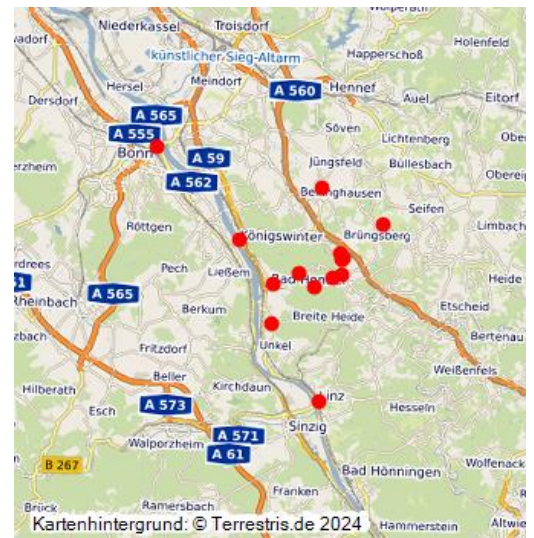 Wolperath
Niederkassel
Troisdorf
Holenfeld
künstlicher Sieg-Altarm
Happerschoß
Meindorf
Hersel
A 560
Hennef
Dersdorf
Auel
Eitorf
A 565
Söven
A 555
Lichtenberg
Bonn
A 59
Jüngsfeld
Büllesbach
A 562
Seifen
Röttgen
Königswinter
Brüngsberg
Limbach
Pech
Ließem
Heide
A 565
Rheinbach
Berkum
Breite Heide
Etscheid
Fritzdorf
Unkel
Bertenau
Beller
Weißenfels
Hilberath
Kirchdaun
Esch
A 573
Linz
Hesseln
A 571
Sinzig
Walporzheim
A 61
B 267
Bad Hönningen
Wolfenack
Franken
Brück
Ramersbach
Kartenhintergrund: © Terrestris.de 2024
Hammerstein